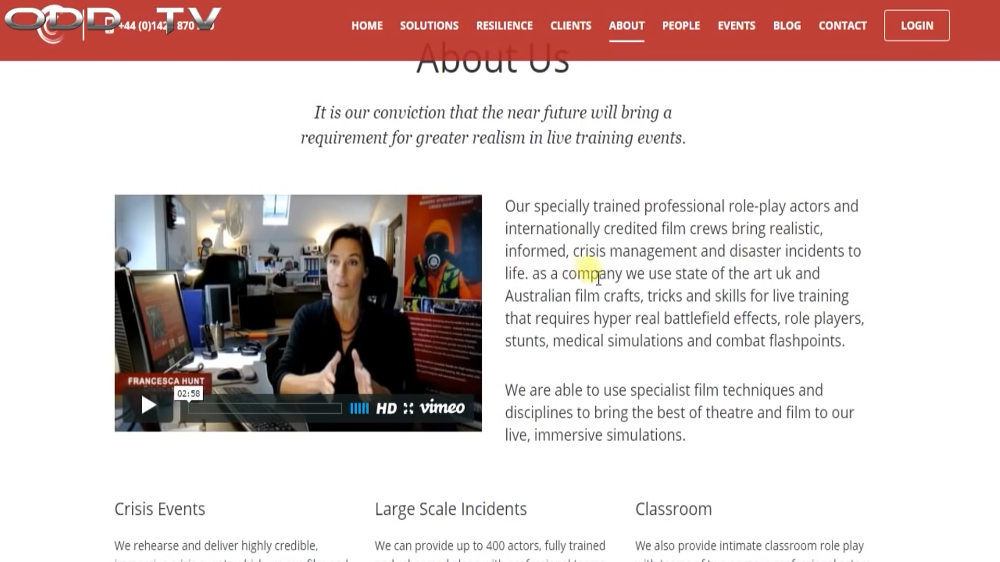 ODD TV
+44 (0)142 870
HOME SOLUTIONS RESILIENCE CLIENTS ABOUT PEOPLE EVENTS BLOG CONTACT LOGIN
About Us
It is our conviction that the near future will bring a
requirement for greater realism in live training events.
Our specially trained professional role-play actors and
internationally credited film crews bring realistic,
informed, crisis management and disaster incidents to
life. as a company we use state of the art uk and
Australian film crafts, tricks and skills for live training
that requires hyper real battlefield effects, role players,
stunts, medical simulations and combat flashpoints.
We are able to use specialist film techniques and
disciplines to bring the best of theatre and film to our
live, immersive simulations.
CRISIS MANAGEMENT
FRANCESCA HUNT
02:58
HD vimeo
Crisis Events
We rehearse and deliver highly credible,
Large Scale Incidents
We can provide up to 400 actors, fully trained
Classroom
We also provide intimate classroom role play